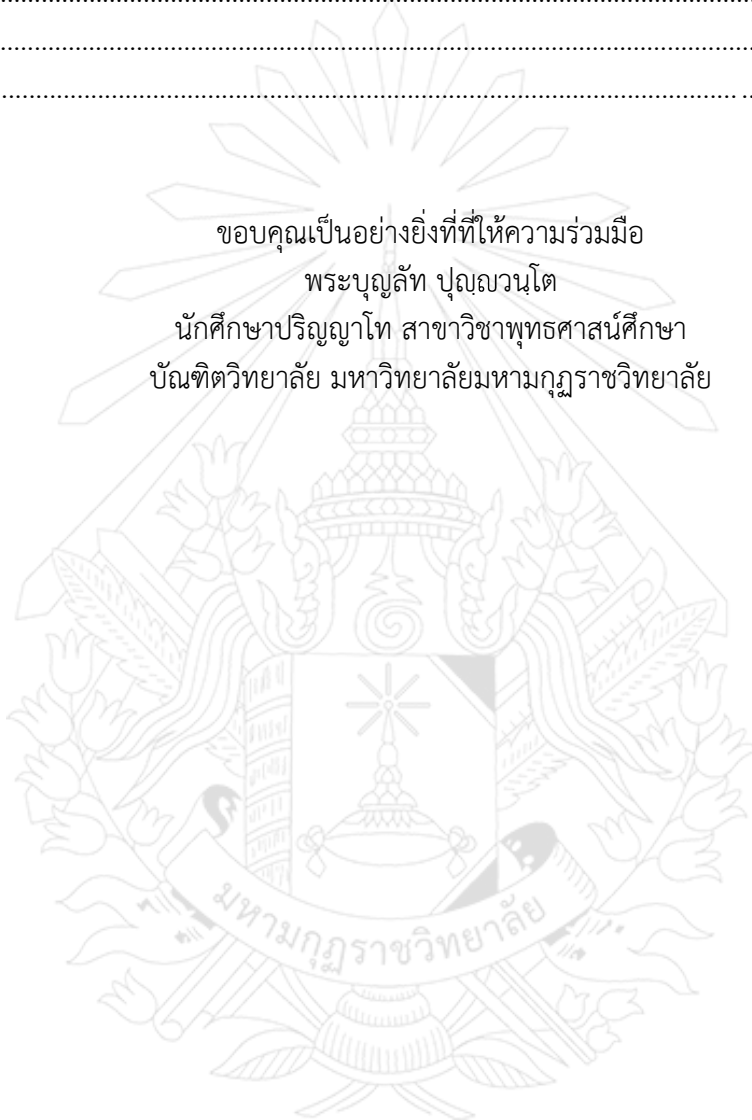 ................................................................................................................................
................................................................................................................................
................................................................................................................................
ขอบคุณเป็นอย่างยิ่งที่ที่ให้ความร่วมมือ
พระบุญลัท ปุญฺญวนฺโต
นักศึกษาปริญญาโท สาขาวิชาพุทธศาสน์ศึกษา
บัณฑิตวิทยาลัย มหาวิทยาลัยมหามกุฏราชวิทยาลัย
มหามกุฏราชวิทยาลัย